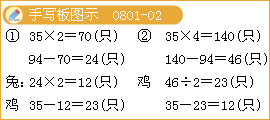 手写板图示 0801-02
① 35×2=70(只) ② 35×4=140(只)
94-70=24(只) 140-94=46(只)
兔:24×2=12(只) 鸡 46÷2=23(只)
鸡 35-12=23(只) 35-23=12(只)